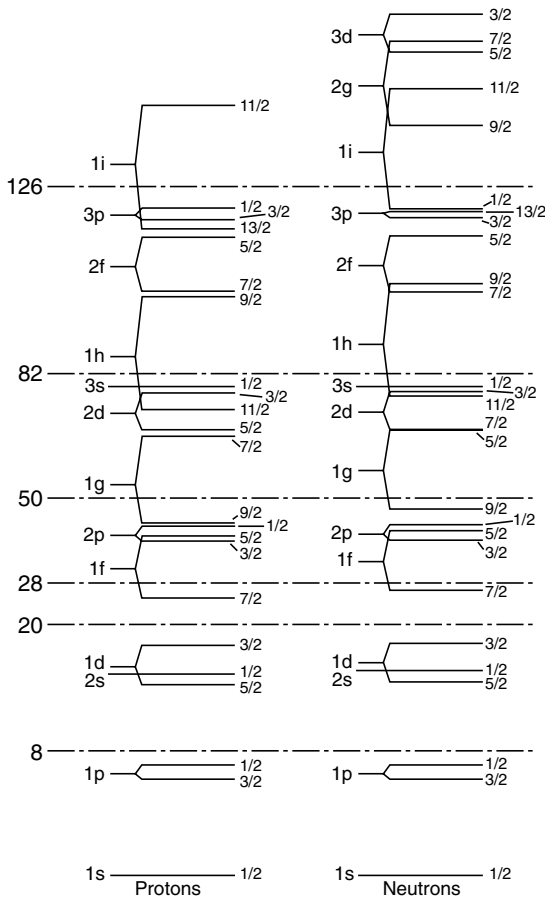 3d 3/2
7/2
5/2
2g
11/2 11/2
9/2
1i 1i
126
1/2 3/2 1/2 13/2
3p 3p
13/2 3/2
5/2 5/2
2f 2f
7/2 9/2
9/2 7/2
1h 1h
82
3s 1/2 3s 1/2
3/2 3/2
2d 11/2 2d 11/2
5/2 7/2
7/2 5/2
1g 1g
50
9/2 9/2
1/2 1/2
2p 5/2 2p 5/2
3/2 3/2
1f 1f
28
7/2 7/2
20
3/2 3/2
1d 1d
2s 1/2 2s 1/2
5/2 5/2
8
1/2 1/2
1p 3/2 1p 3/2
1s 1/2 1s 1/2
Protons Neutrons